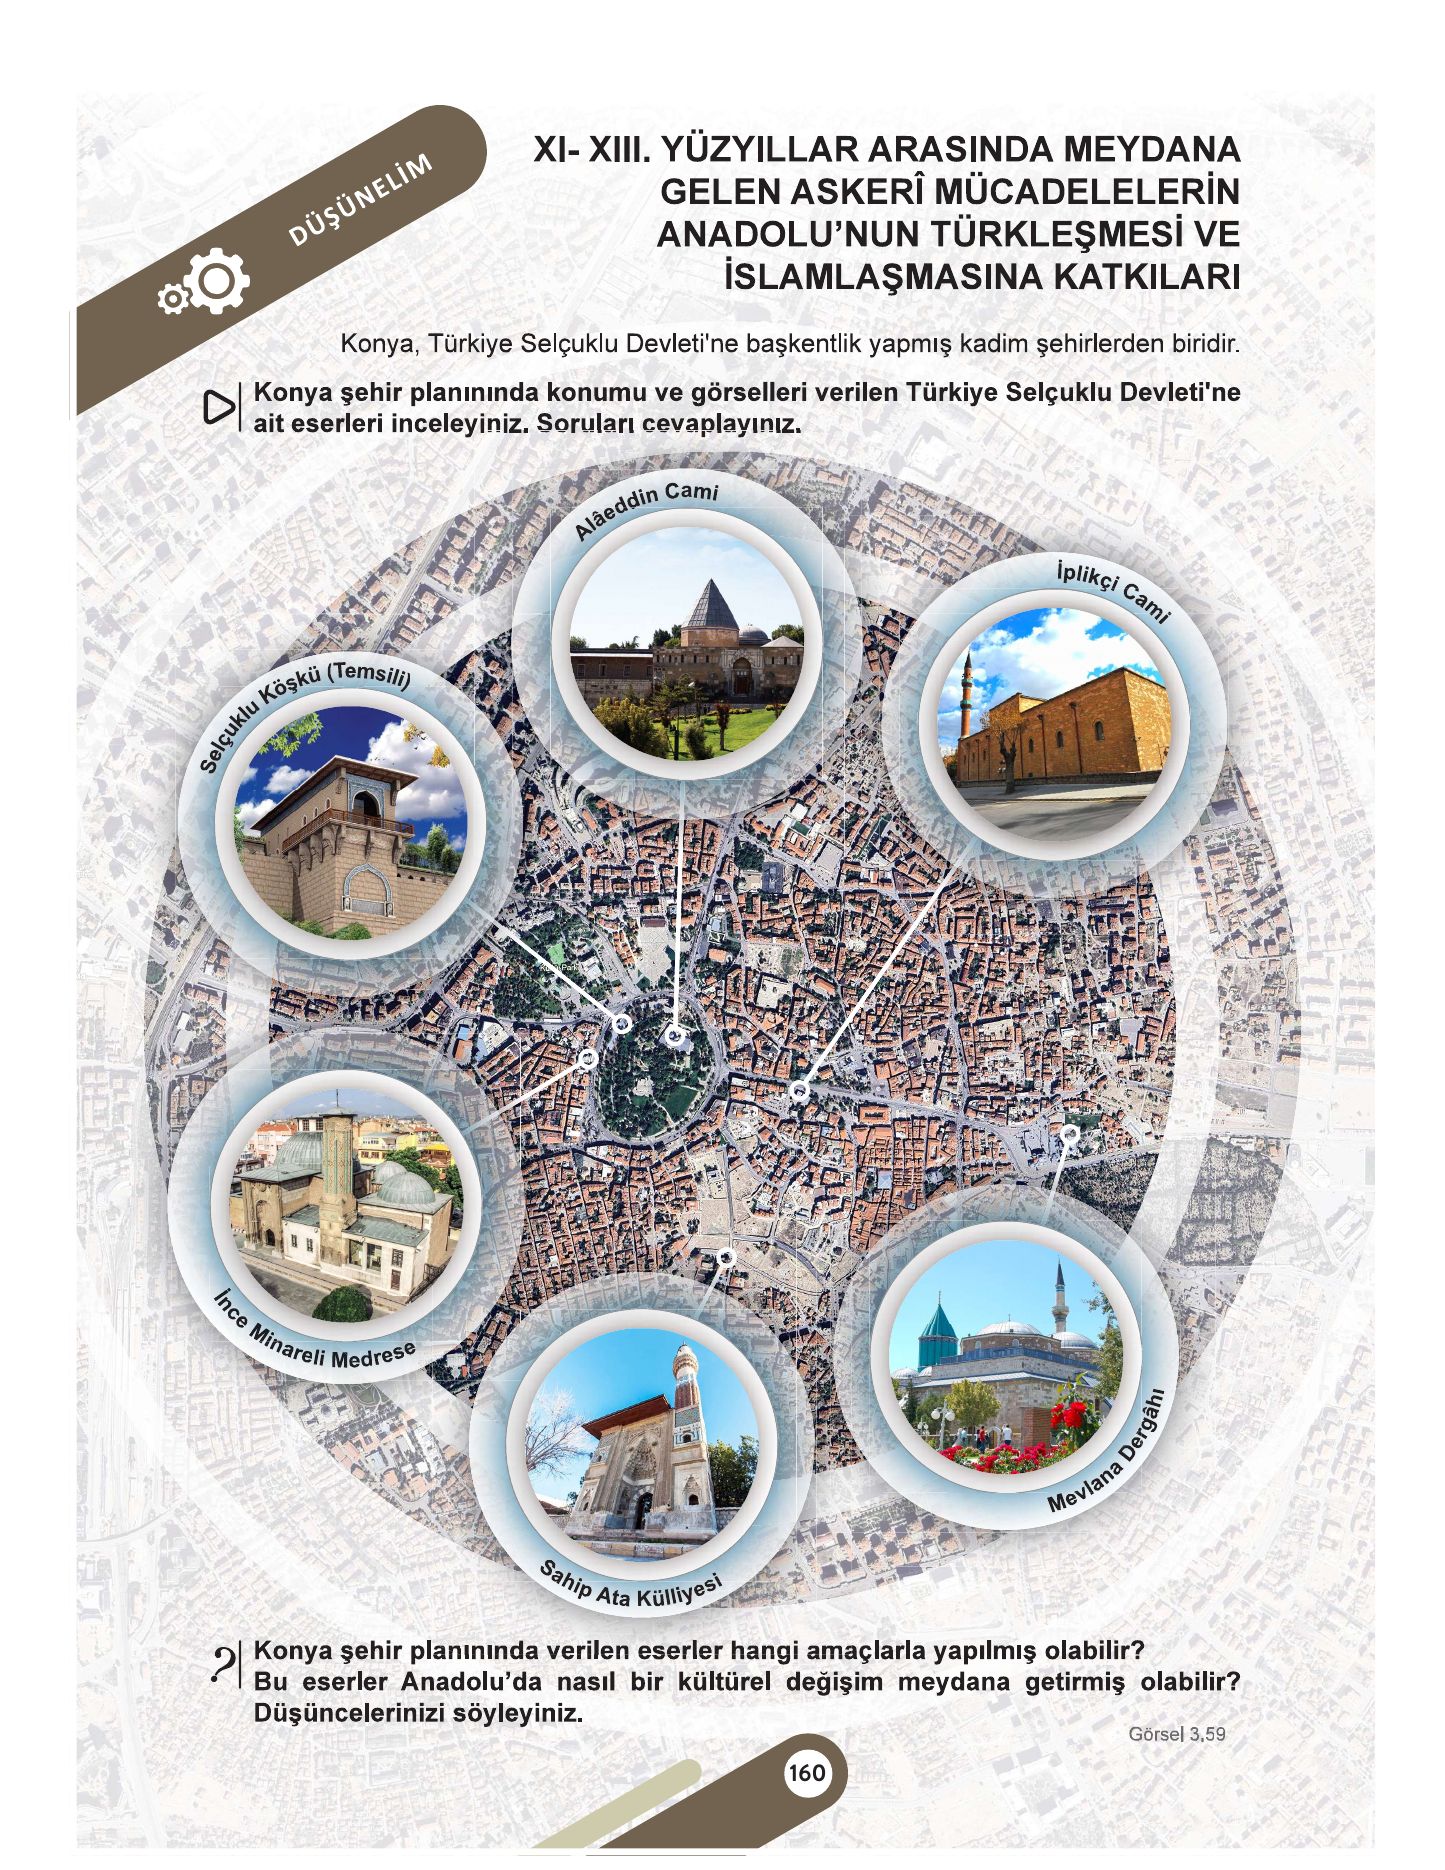 DÜŞÜNELİM
XI- XIII. YÜZYILLAR ARASINDA MEYDANA
GELEN ASKERÎ MÜCADELELERİN
ANADOLU’NUN TÜRKLEŞMESİ VE
İSLAMLAŞMASINA KATKILARI
Konya, Türkiye Selçuklu Devleti'ne başkentlik yapmış kadim şehirlerden biridir.
Konya şehir planınında konumu ve görselleri verilen Türkiye Selçuklu Devleti'ne
ait eserleri inceleyiniz. Soruları cevaplayınız.
Alâeddin Cami
İplikçi Cami
Selçuklu Köşkü (Temsili)
İnce Minareli Medrese
Mevlana Dergâhı
Sahip Ata Külliyesi
? Konya şehir planınında verilen eserler hangi amaçlarla yapılmış olabilir?
Bu eserler Anadolu’da nasıl bir kültürel değişim meydana getirmiş olabilir?
Düşüncelerinizi söyleyiniz.
Görsel 3.59
160